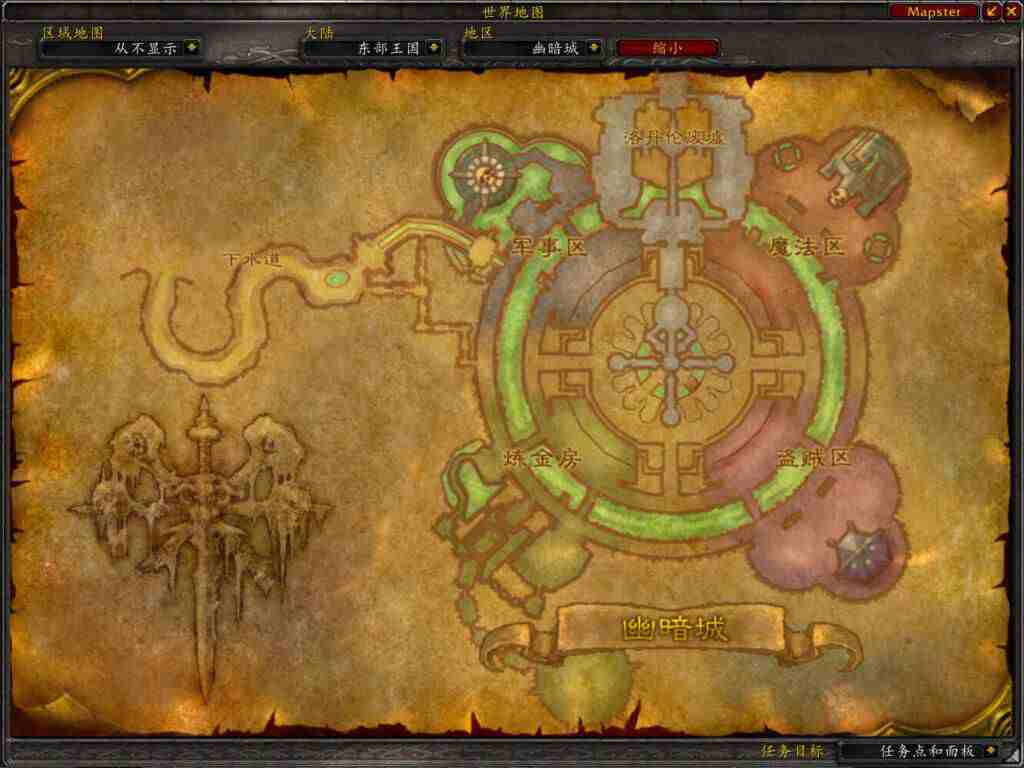 世界地图
Mapster
区域地图
大陆
地区
从不显示
东部王国
幽暗城
缩小
洛丹伦废墟
军事区
魔法区
下水道
炼金房
盗贼区
幽暗城
任务目标
任务点和面板